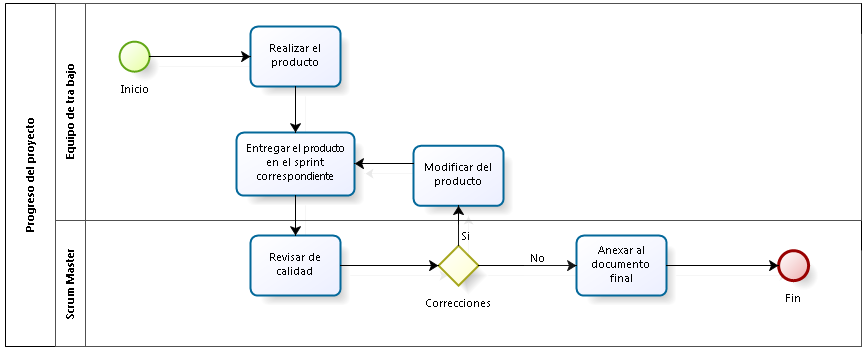 Progreso del proyecto
Equipo de tra bajo
Inicio
Realizar el
producto
Entregar el producto
en el sprint
correspondiente
Modificar del
producto
Scrum Master
Revisar de
calidad
Si
Correcciones
No
Anexar al
documento
final
Fin